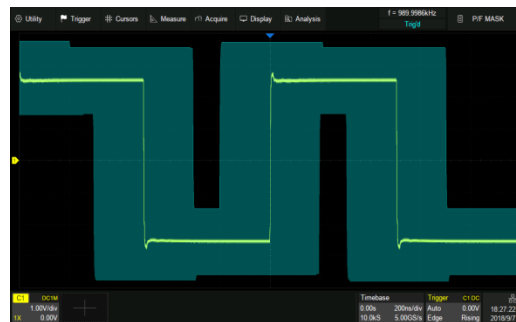 Utility Trigger Cursors Measure Acquire Display Analysis f = 989.9986kHz P/F MASK
Trig'd
C1 DC1M
1.00V/div
1X 0.00V
Timebase
0.00s 200ns/div
10.0kS 5.00GS/s
Trigger C1 DC
Auto 0.00V
Edge Rising
18:27:22
2018/9/7